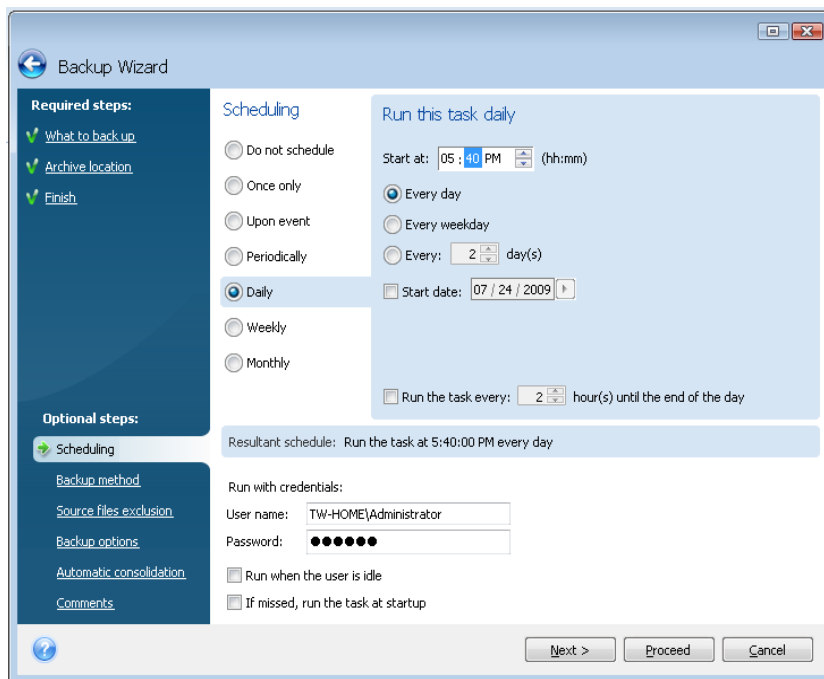 Backup Wizard
Required steps:
What to back up
Archive location
Finish
Optional steps:
Scheduling
Backup method
Source files exclusion
Backup options
Automatic consolidation
Comments
Scheduling
Do not schedule
Once only
Upon event
Periodically
Daily
Weekly
Monthly
Run this task daily
Start at: 05 : 40 PM (hh:mm)
Every day
Every weekday
Every: 2 day(s)
Start date: 07 / 24 / 2009
Run the task every: 2 hour(s) until the end of the day
Resultant schedule: Run the task at 5:40:00 PM every day
Run with credentials:
User name: TW-HOME\Administrator
Password: ●●●●●●
Run when the user is idle
If missed, run the task at startup
?
Next >
Proceed
Cancel